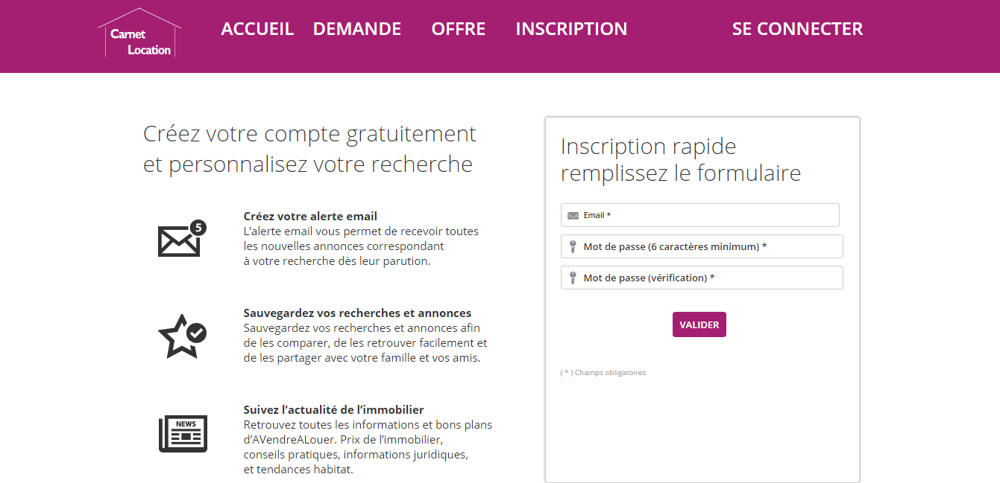 Carnet
Location
ACCUEIL DEMANDE OFFRE INSCRIPTION SE CONNECTER
Créez votre compte gratuitement
et personnalisez votre recherche
5
Créez votre alerte email
L’alerte email vous permet de recevoir toutes
les nouvelles annonces correspondant
à votre recherche dès leur parution.
Sauvegardez vos recherches et annonces
Sauvegardez vos recherches et annonces afin
de les comparer, de les retrouver facilement et
de les partager avec votre famille et vos amis.
NEWS
Suivez l’actualité de l’immobilier
Retrouvez toutes les informations et bons plans
d’AVendreALouer. Prix de l’immobilier,
conseils pratiques, informations juridiques,
et tendances habitat.
Inscription rapide
remplissez le formulaire
Email *
Mot de passe (6 caractères minimum) *
Mot de passe (vérification) *
VALIDER
( * ) Champs obligatoires